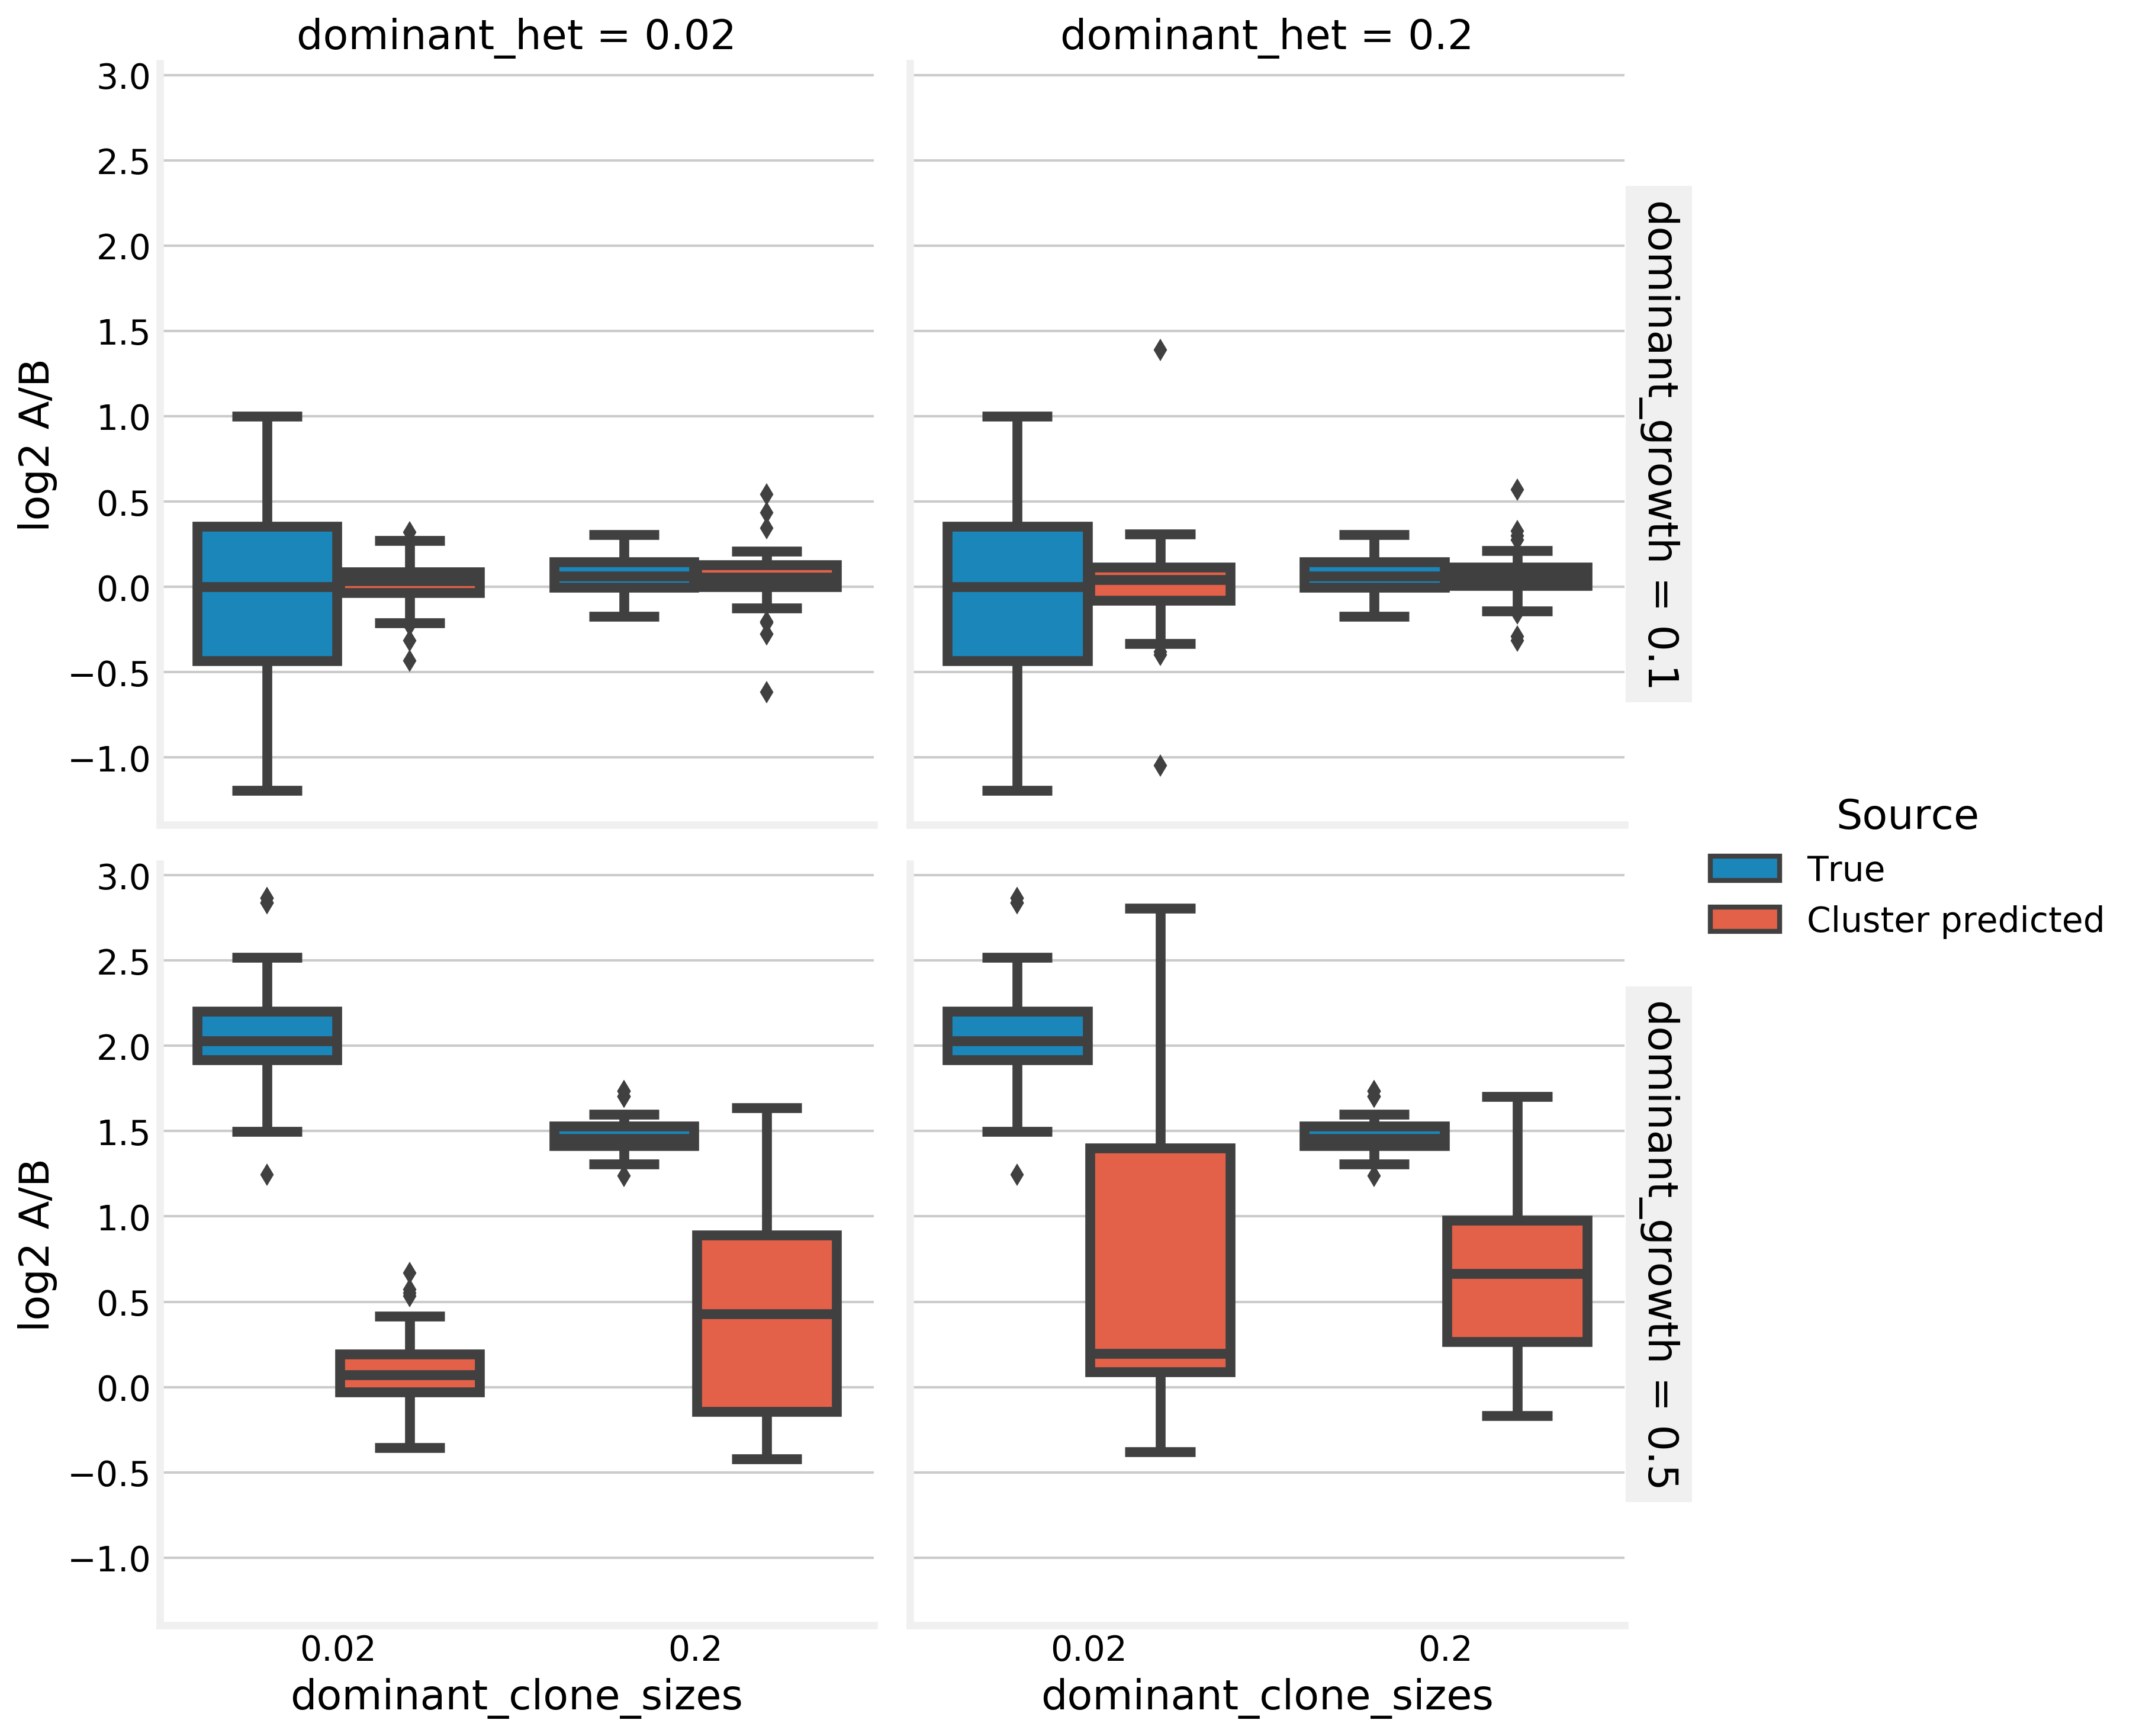 dominant_het = 0.02
dominant_het = 0.2
3.0
2.5
2.0
1.5
1.0
0.5
0.0
−0.5
−1.0
log2 A/B
dominant_growth = 0.1
3.0
2.5
2.0
1.5
1.0
0.5
0.0
−0.5
−1.0
log2 A/B
dominant_growth = 0.5
0.02
0.2
dominant_clone_sizes
0.02
0.2
dominant_clone_sizes
Source
True
Cluster predicted